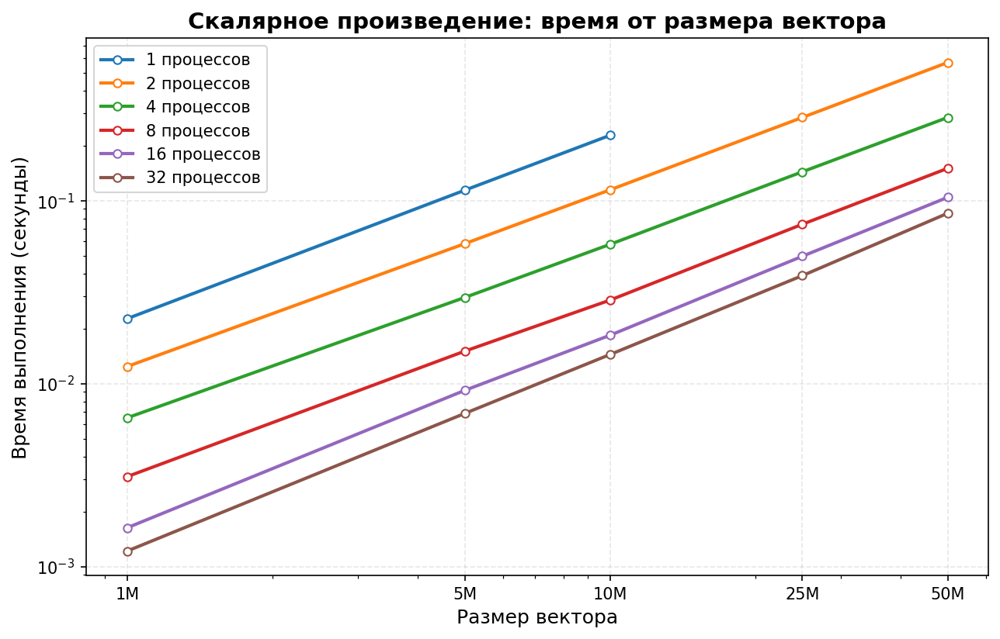 Скалярное произведение: время от размера вектора
1 процессов
2 процессов
4 процессов
8 процессов
16 процессов
32 процессов
Время выполнения (секунды)
10⁻¹
10⁻²
10⁻³
1M 5M 10M 25M 50M
Размер вектора